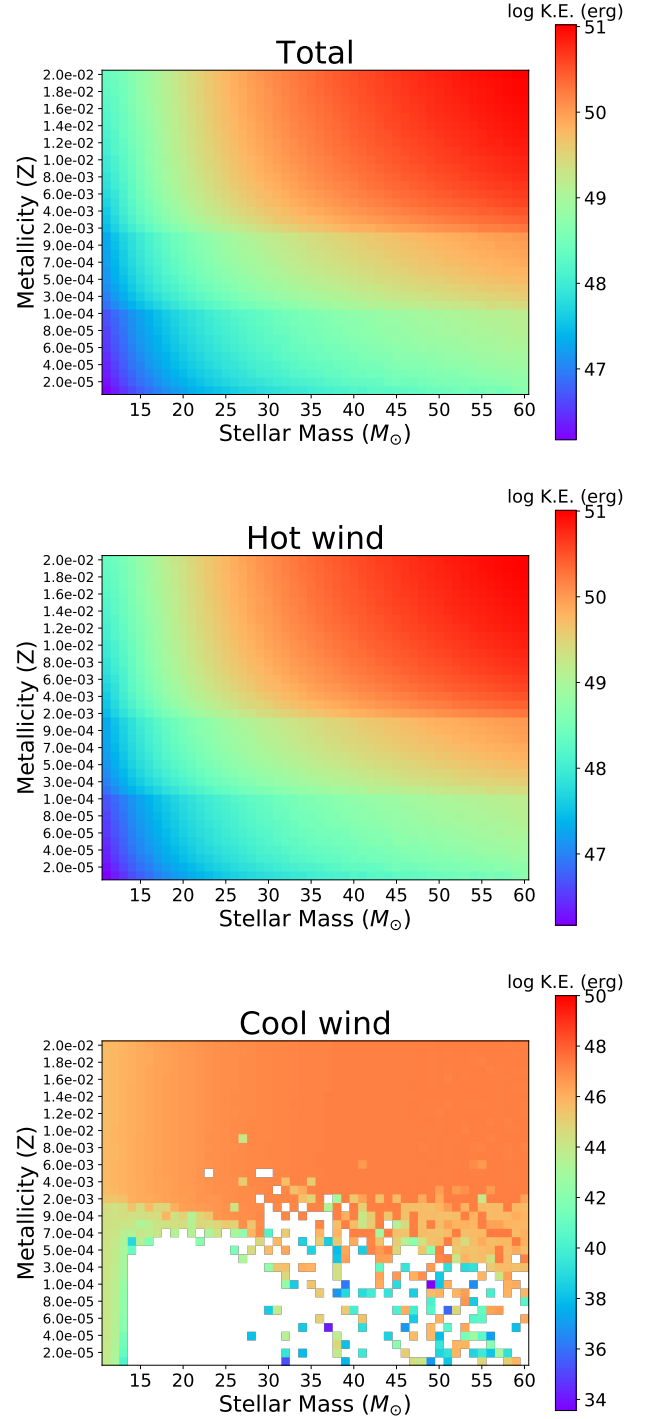 log K.E. (erg)
Total
51
50
49
48
47
Metallicity (Z)
2.0e-02
1.8e-02
1.6e-02
1.4e-02
1.2e-02
1.0e-02
8.0e-03
6.0e-03
4.0e-03
2.0e-03
9.0e-04
7.0e-04
5.0e-04
3.0e-04
1.0e-04
8.0e-05
6.0e-05
4.0e-05
2.0e-05
15 20 25 30 35 40 45 50 55 60
Stellar Mass (M⊙)
log K.E. (erg)
Hot wind
51
50
49
48
47
Metallicity (Z)
2.0e-02
1.8e-02
1.6e-02
1.4e-02
1.2e-02
1.0e-02
8.0e-03
6.0e-03
4.0e-03
2.0e-03
9.0e-04
7.0e-04
5.0e-04
3.0e-04
1.0e-04
8.0e-05
6.0e-05
4.0e-05
2.0e-05
15 20 25 30 35 40 45 50 55 60
Stellar Mass (M⊙)
log K.E. (erg)
Cool wind
50
48
46
44
42
40
38
36
34
Metallicity (Z)
2.0e-02
1.8e-02
1.6e-02
1.4e-02
1.2e-02
1.0e-02
8.0e-03
6.0e-03
4.0e-03
2.0e-03
9.0e-04
7.0e-04
5.0e-04
3.0e-04
1.0e-04
8.0e-05
6.0e-05
4.0e-05
2.0e-05
15 20 25 30 35 40 45 50 55 60
Stellar Mass (M⊙)